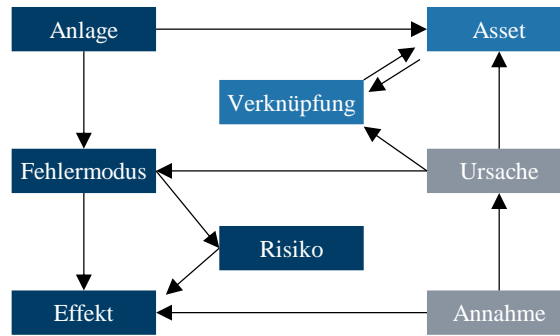 Anlage
Asset
Verknüpfung
Fehlermodus
Ursache
Risiko
Effekt
Annahme